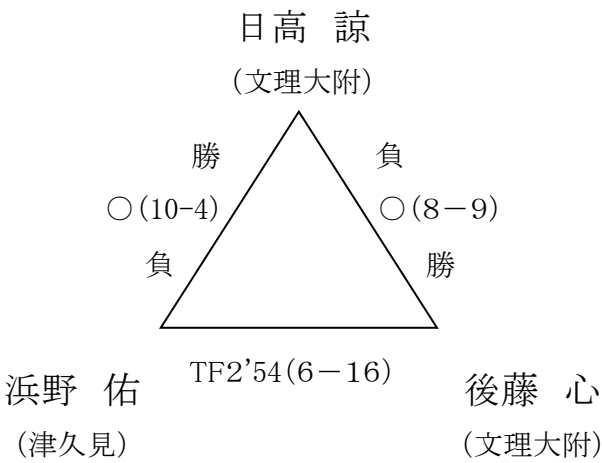 日高 諒
(文理大附)
勝 負
○(10-4) ○(8－9)
負 勝
TF2’54(6－16)
浜野 佑 後藤 心
(津久見) (文理大附)